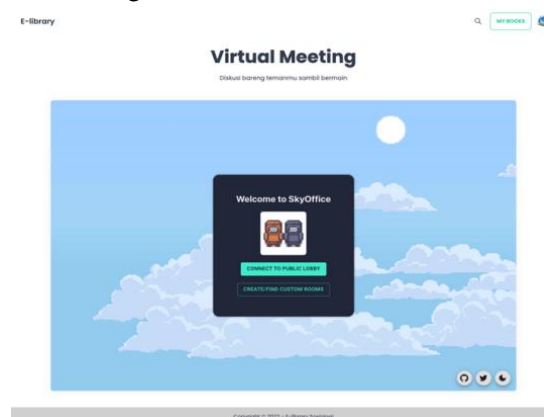 E-library
MY BOOKS
Virtual Meeting
Diskusi bareng temanmu sambil bermain
Welcome to SkyOffice
CONNECT TO PUBLIC LOBBY
CREATE/FIND CUSTOM ROOMS